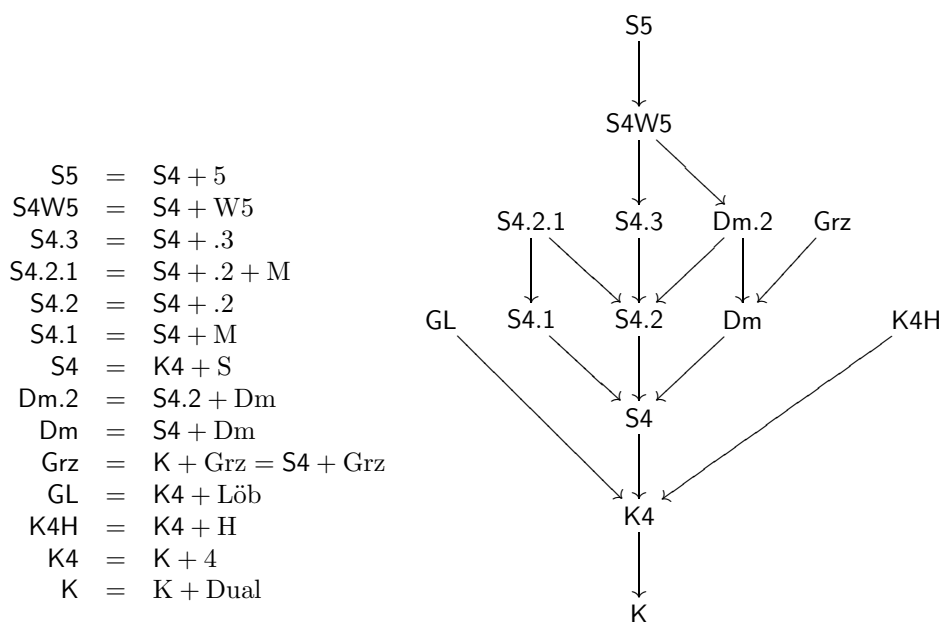 S5 = S4 + 5
S4W5 = S4 + W5
S4.3 = S4 + .3
S4.2.1 = S4 + .2 + M
S4.2 = S4 + .2
S4.1 = S4 + M
S4 = K4 + S
Dm.2 = S4.2 + Dm
Dm = S4 + Dm
Grz = K + Grz = S4 + Grz
GL = K4 + Löb
K4H = K4 + H
K4 = K + 4
K = K + Dual
S5
S4W5
S4.2.1 S4.3 Dm.2 Grz
GL S4.1 S4.2 Dm K4H
S4
K4
K